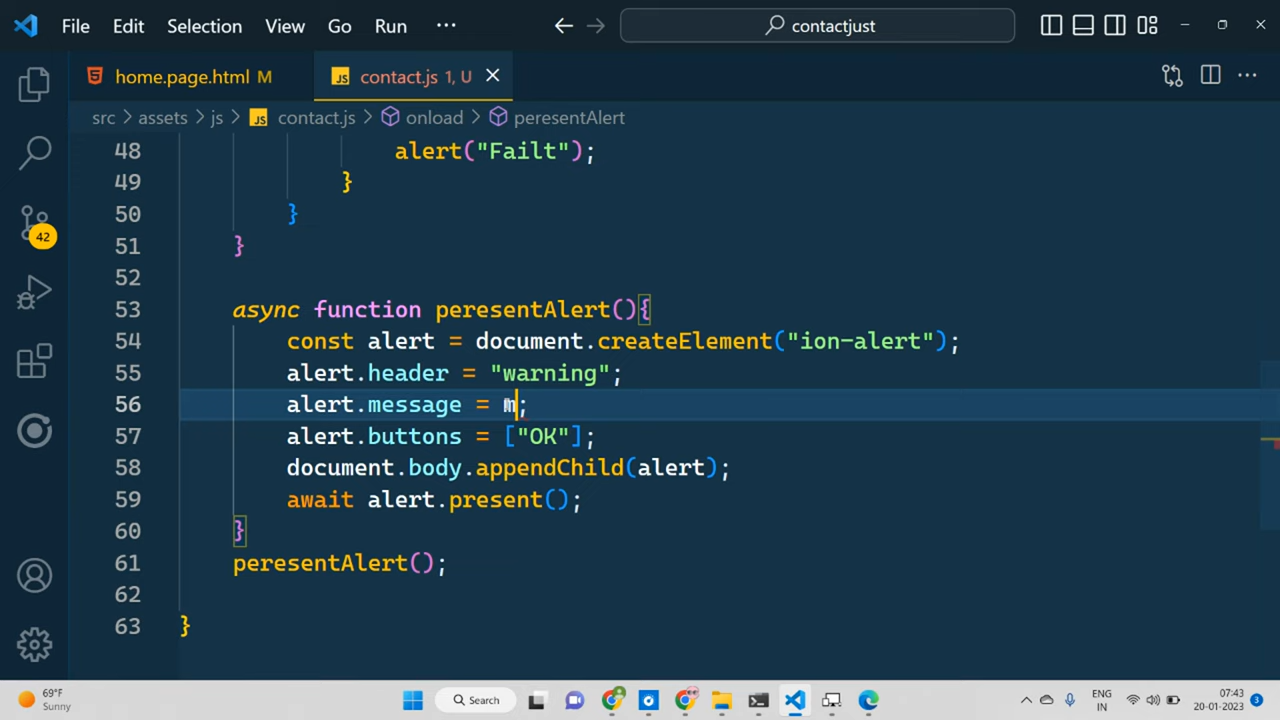 File Edit Selection View Go Run ··· contactjust
home.page.html M contact.js 1, U
src > assets > js > contact.js > onload > peresentAlert
48 alert("Failt");
49 }
50 }
51 }
52
53 async function peresentAlert(){
54 const alert = document.createElement("ion-alert");
55 alert.header = "warning";
56 alert.message = m;
57 alert.buttons = ["OK"];
58 document.body.appendChild(alert);
59 await alert.present();
60 }
61 peresentAlert();
62
63 }
42
69°F
Sunny
Search
ENG
IN
07:43
20-01-2023
3